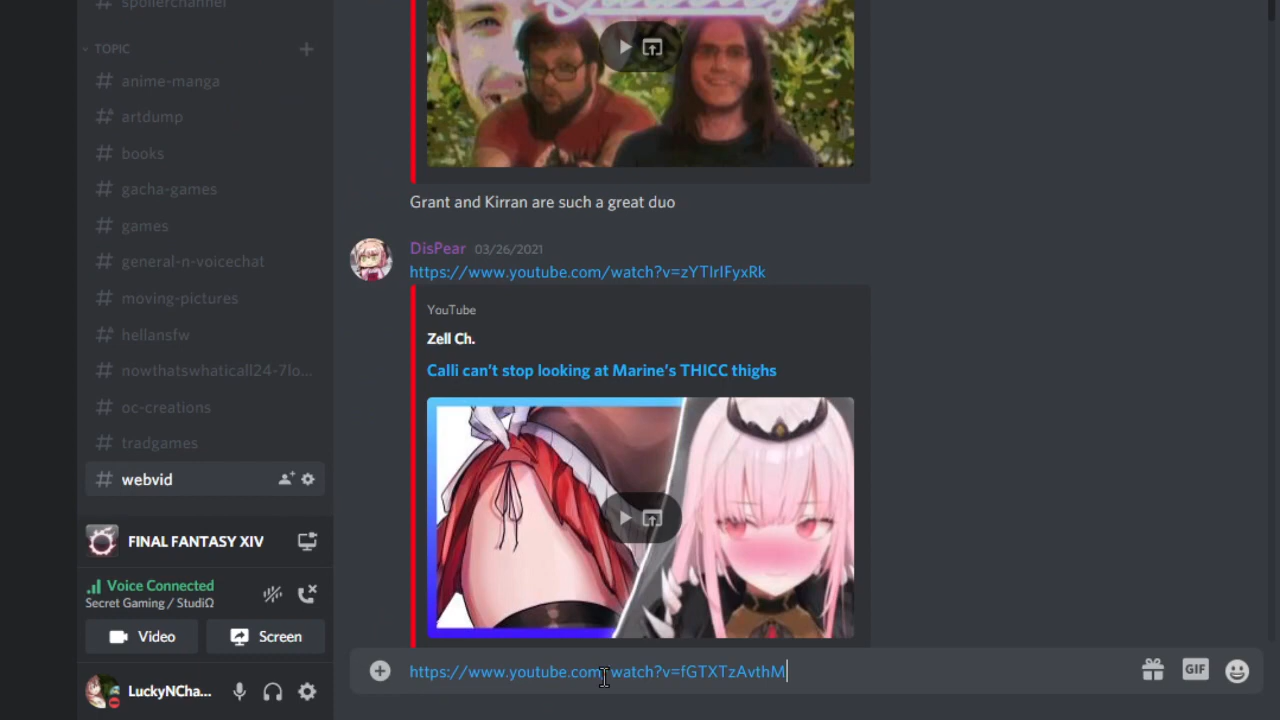 spoilerchannel
TOPIC
anime-manga
artdump
books
gacha-games
games
general-n-voicechat
moving-pictures
hellansfw
nowthatswhaticall24-7lo...
oc-creations
tradgames
webvid
FINAL FANTASY XIV
Voice Connected
Secret Gaming / StudiΩ
Video
Screen
LuckyNCha...
Grant and Kirran are such a great duo
DisPear 03/26/2021
https://www.youtube.com/watch?v=zYTlrlFyxRk
YouTube
Zell Ch.
Calli can't stop looking at Marine's THICC thighs
https://www.youtube.com/watch?v=fGTXTzAvthM
GIF